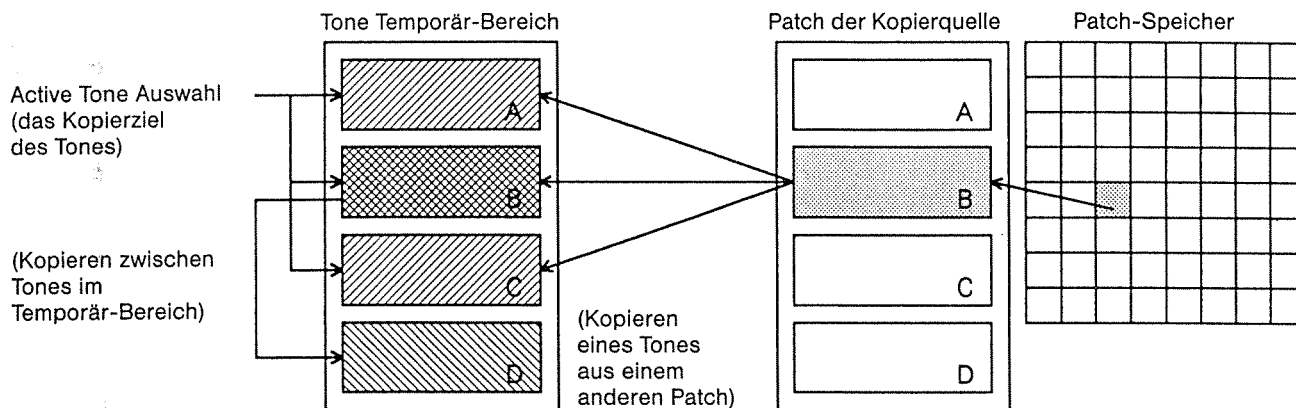 Tone Temporär-Bereich
Patch der Kopierquelle
Patch-Speicher
Active Tone Auswahl
(das Kopierziel
des Tones)
A
B
C
D
(Kopieren zwischen
Tones im
Temporär-Bereich)
(Kopieren
eines Tones
aus einem
anderen Patch)
A
B
C
D